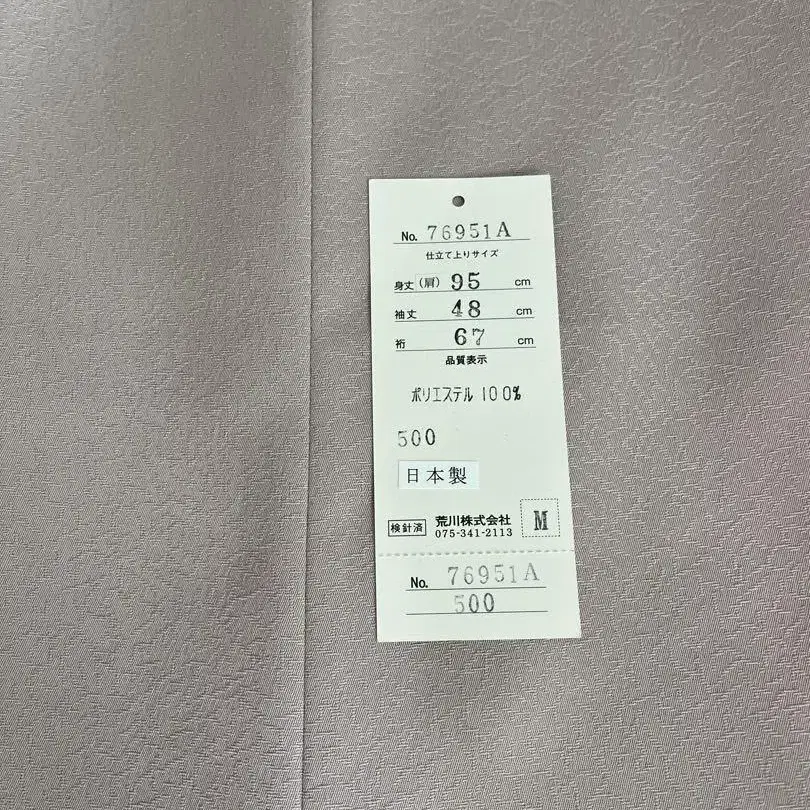 No. 76951A
仕立て上りサイズ
身丈(肩) 95 cm
袖丈 48 cm
裄 67 cm
品質表示
ポリエステル 100%
500
日本製
検針済 荒川株式会社 M
075-341-2113
No. 76951A
500